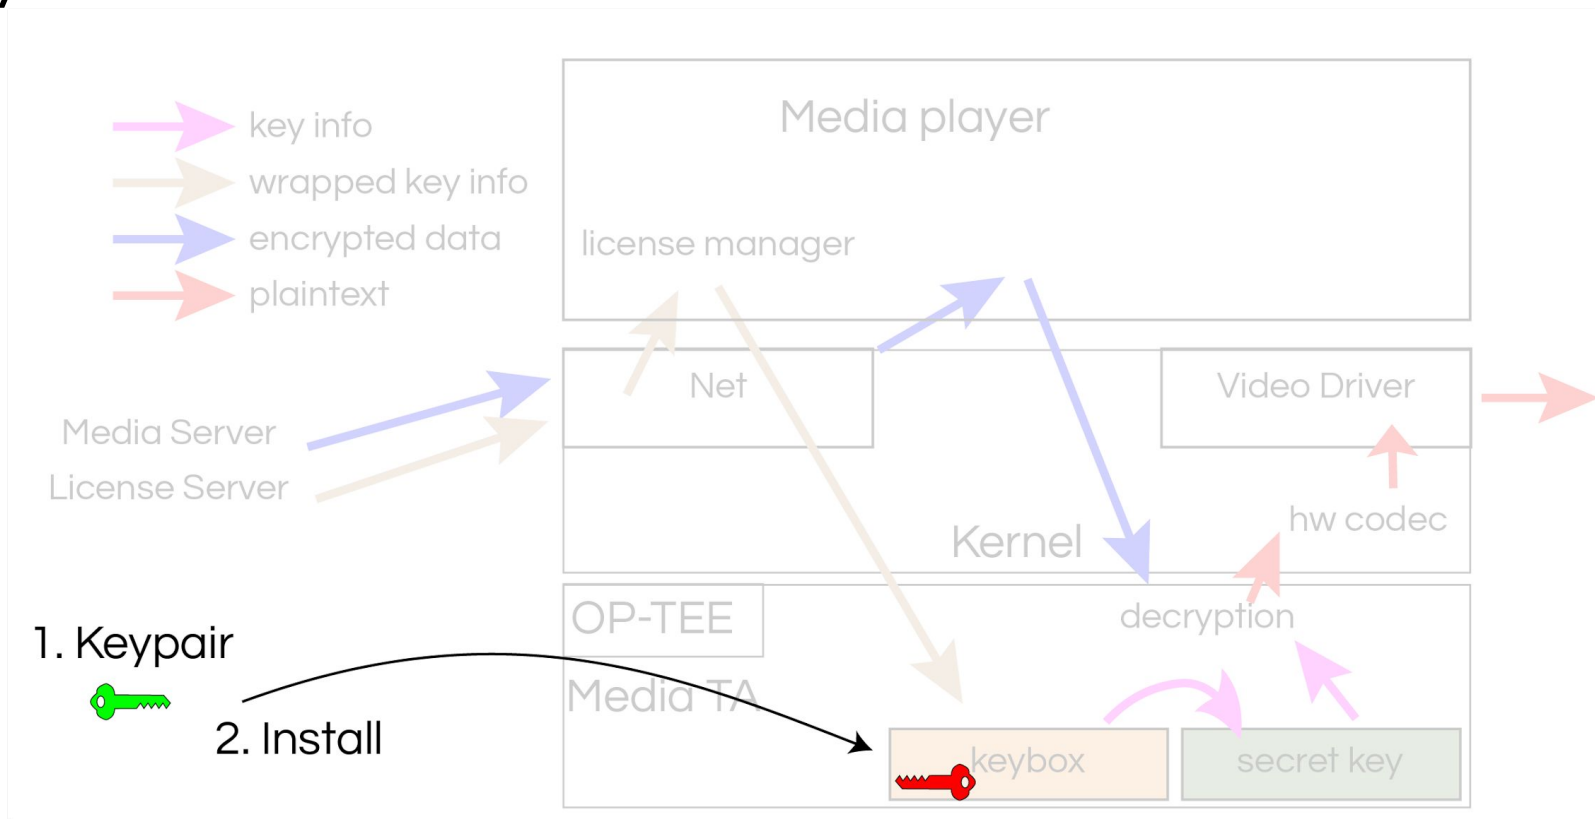 key info
wrapped key info
encrypted data
plaintext
Media player
license manager
Net
Video Driver
Media Server
License Server
Kernel
hw codec
OP-TEE
decryption
Media TA
1. Keypair
2. Install
keybox
secret key